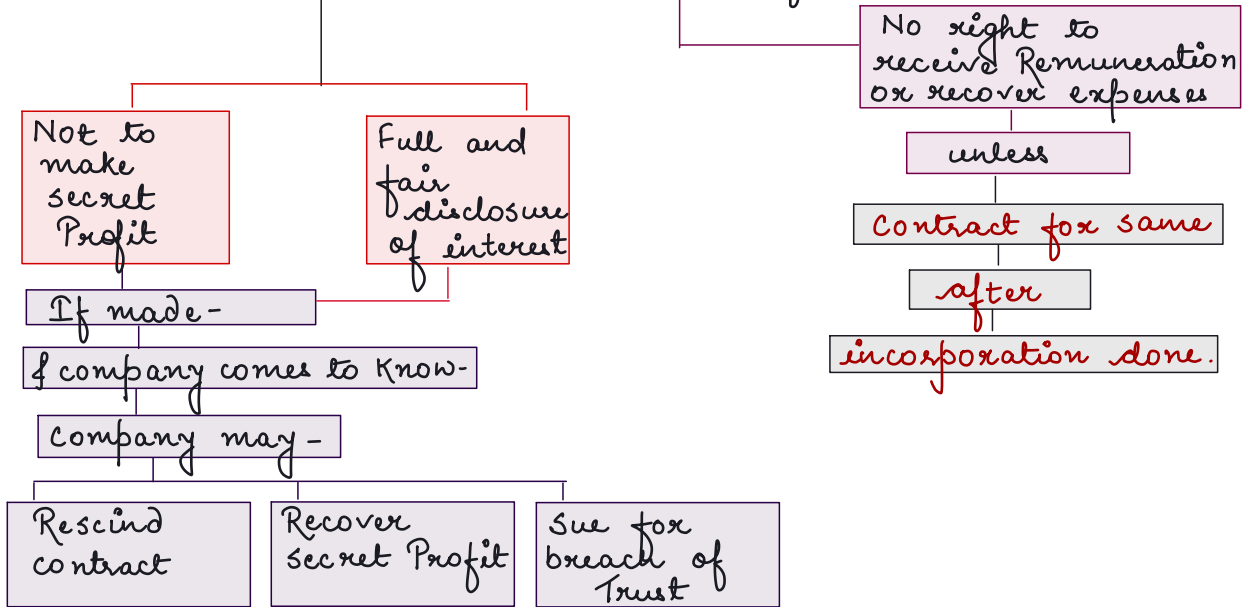 No right to
receive Remuneration
or recover expenses
unless
Contract for same
after
incorporation done.
Not to
make
secret
Profit
Full and
fair
disclosure
of interest
If made-
& company comes to Know-
Company may-
Rescind
contract
Recover
secret Profit
Sue for
breach of
Trust